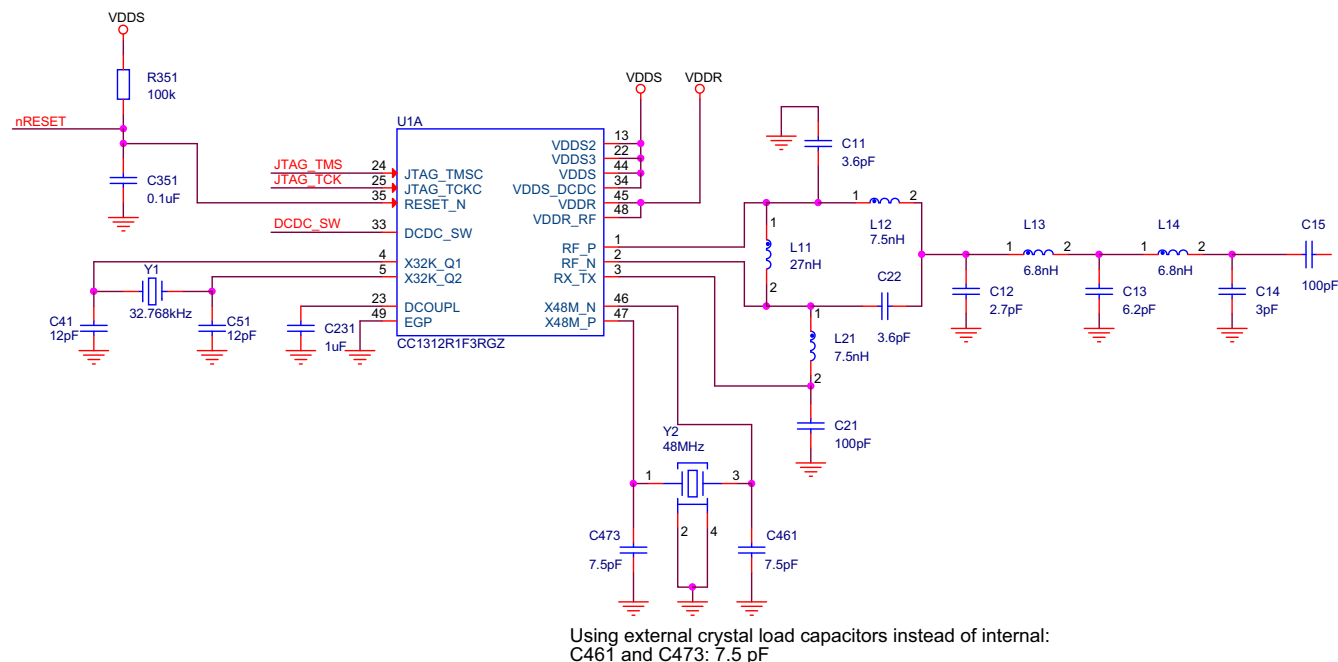 VDDS
R351
100k
nRESET
C351
0.1uF
VDDS
VDDR
U1A
JTAG_TMS
24
JTAG_TMSC
JTAG_TCK
25
JTAG_TCKC
35
RESET_N
DCDC_SW
33
DCDC_SW
4
X32K_Q1
5
X32K_Q2
23
DCOUPL
49
EGP
VDDS2
13
VDDS3
22
VDDS
44
VDDS_DCDC
34
VDDR
45
VDDR_RF
48
RF_P
1
RF_N
2
RX_TX
3
X48M_N
46
X48M_P
47
CC1312R1F3RGZ
Y1
32.768kHz
C41
12pF
C51
12pF
C231
1uF
C11
3.6pF
1
2
L12
7.5nH
1
L11
27nH
2
C22
3.6pF
1
L21
7.5nH
2
C21
100pF
C12
2.7pF
L13
1
2
6.8nH
C13
6.2pF
L14
1
2
6.8nH
C14
3pF
C15
100pF
Y2
48MHz
1
3
2
4
C473
7.5pF
C461
7.5pF
Using external crystal load capacitors instead of internal:
C461 and C473: 7.5 pF